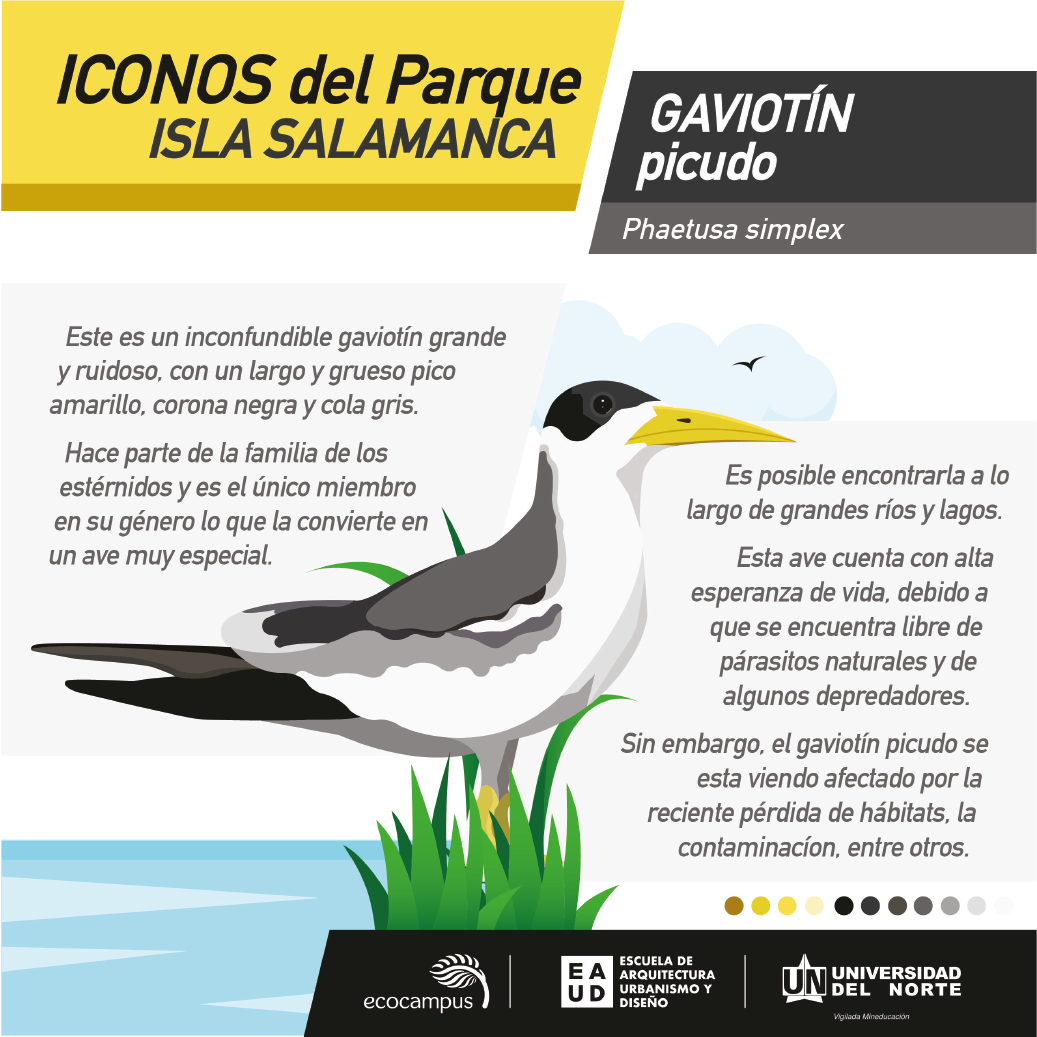 ICONOS del Parque
ISLA SALAMANCA
GAVIOTÍN
picudo
Phaetusa simplex
Este es un inconfundible gaviotín grande
y ruidoso, con un largo y grueso pico
amarillo, corona negra y cola gris.
Hace parte de la familia de los
estérnidos y es el único miembro
en su género lo que la convierte en
un ave muy especial.
Es posible encontrarla a lo
largo de grandes ríos y lagos.
Esta ave cuenta con alta
esperanza de vida, debido a
que se encuentra libre de
párasitos naturales y de
algunos depredadores.
Sin embargo, el gaviotín picudo se
esta viendo afectado por la
reciente pérdida de hábitats, la
contaminacíon, entre otros.
ecocampus
EA
UD
ESCUELA DE
ARQUITECTURA
URBANISMO Y
DISEÑO
UN
UNIVERSIDAD
DEL NORTE
Vigilada Mineducación